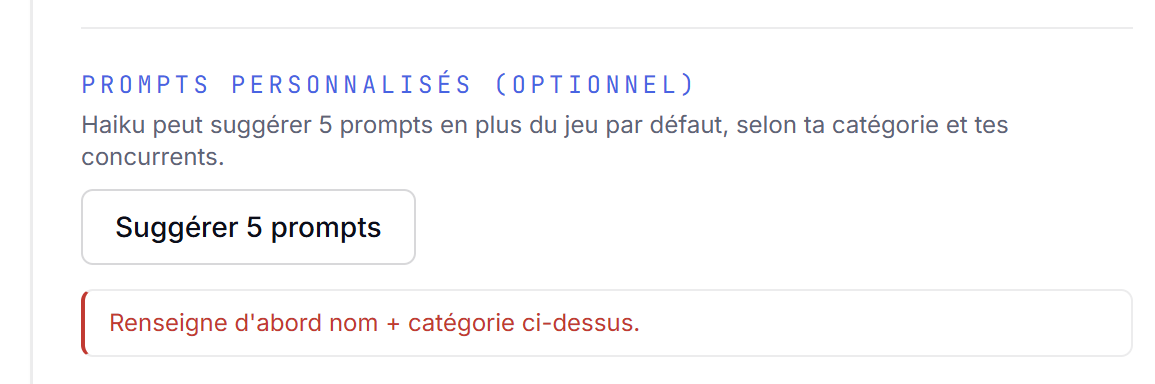 PROMPTS PERSONNALISÉS (OPTIONNEL)
Haiku peut suggérer 5 prompts en plus du jeu par défaut, selon ta catégorie et tes
concurrents.
Suggérer 5 prompts
Renseigne d'abord nom + catégorie ci-dessus.